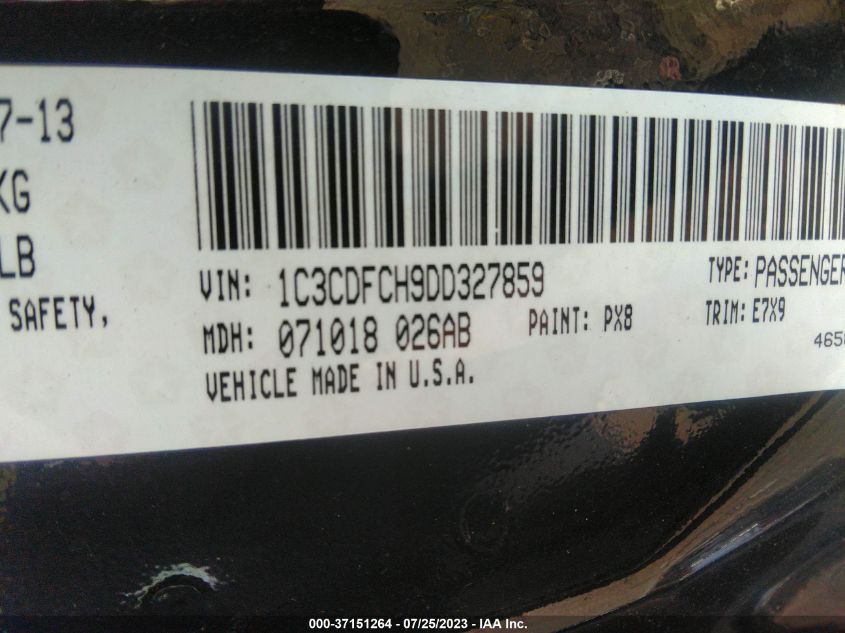 7-13
KG
LB
SAFETY,
VIN: 1C3CDFCH9DD327859 TYPE: PASSENGER
MDH: 071018 026AB PAINT: PX8 TRIM: E7X9
VEHICLE MADE IN U.S.A. 4658
000-37151264 - 07/25/2023 - IAA Inc.